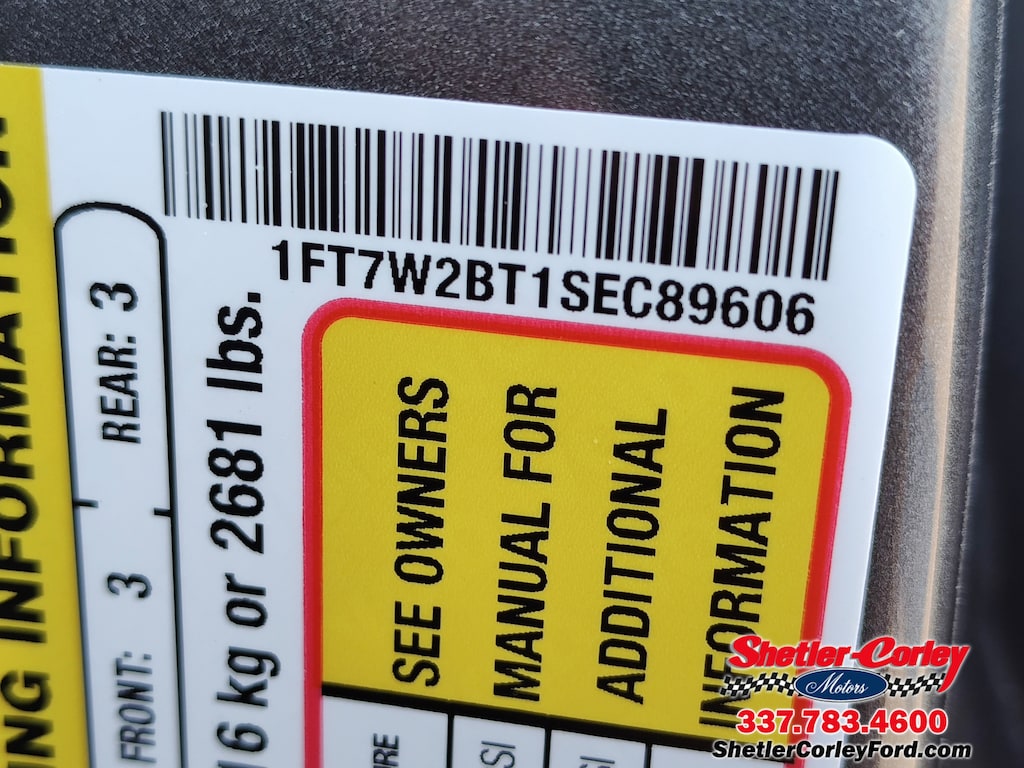 1FT7W2BT1SEC89606
NG INFORMATION
FRONT: 3 REAR: 3
16 kg or 2681 lbs.
SEE OWNERS
MANUAL FOR
ADDITIONAL
INFORMATION
Shetler-Corley
Motors
337.783.4600
ShetlerCorleyFord.com